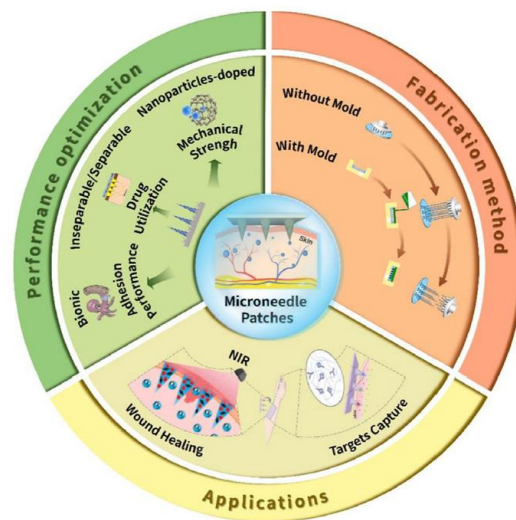 Performance optimization
Nanoparticles-doped
Mechanical
Strengh
Inseparable/Separable
Drug
Utilization
Bionic
Adhesion
Performance
Fabrication method
Without Mold
With Mold
Skin
Microneedle
Patches
NIR
Wound Healing
Targets Capture
Applications